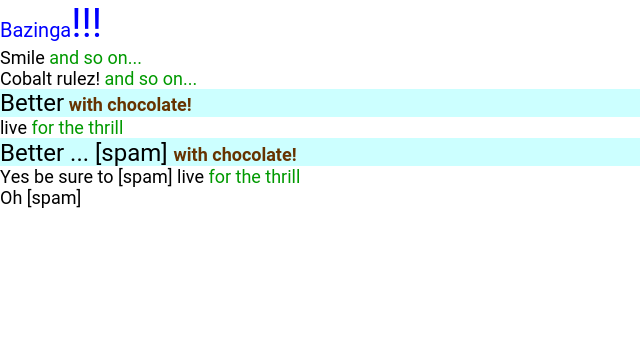 Bazinga!!!
Smile and so on...
Cobalt rulez! and so on...
Better with chocolate!
live for the thrill
Better ... [spam] with chocolate!
Yes be sure to [spam] live for the thrill
Oh [spam]